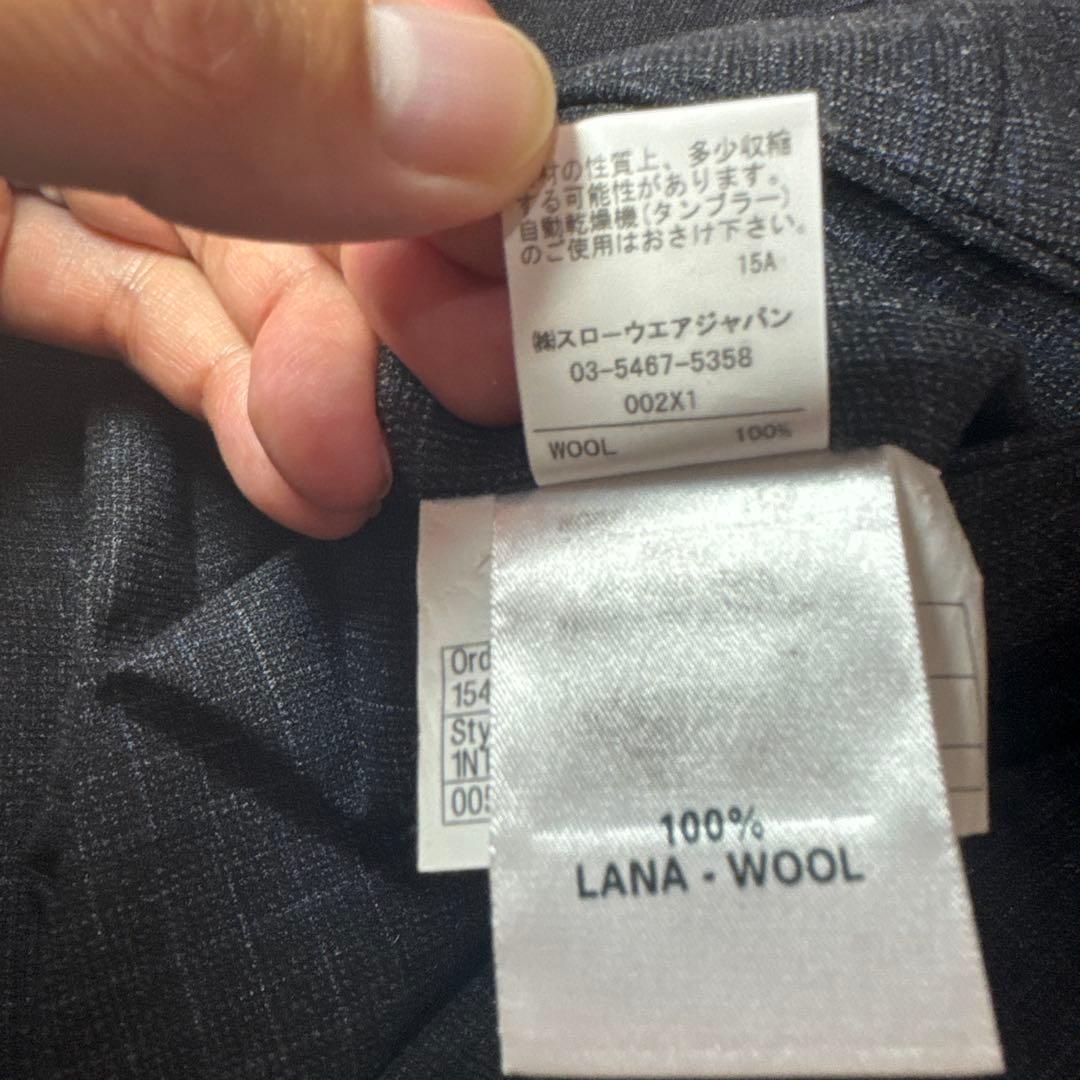 の性質上、多少収縮
する可能性があります。
自動乾燥機(タンブラー)
のご使用はおさけ下さい。
15A
㈱スローウエアジャパン
03-5467-5358
002X1
WOOL 100%
Ord
154
Sty
1N1
005
100%
LANA - WOOL